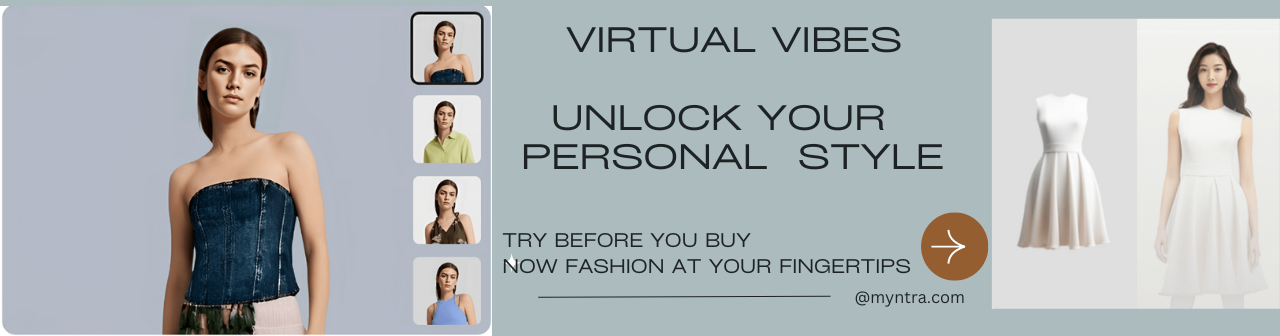 VIRTUAL VIBES
UNLOCK YOUR
PERSONAL STYLE
TRY BEFORE YOU BUY
NOW FASHION AT YOUR FINGERTIPS
@myntra.com